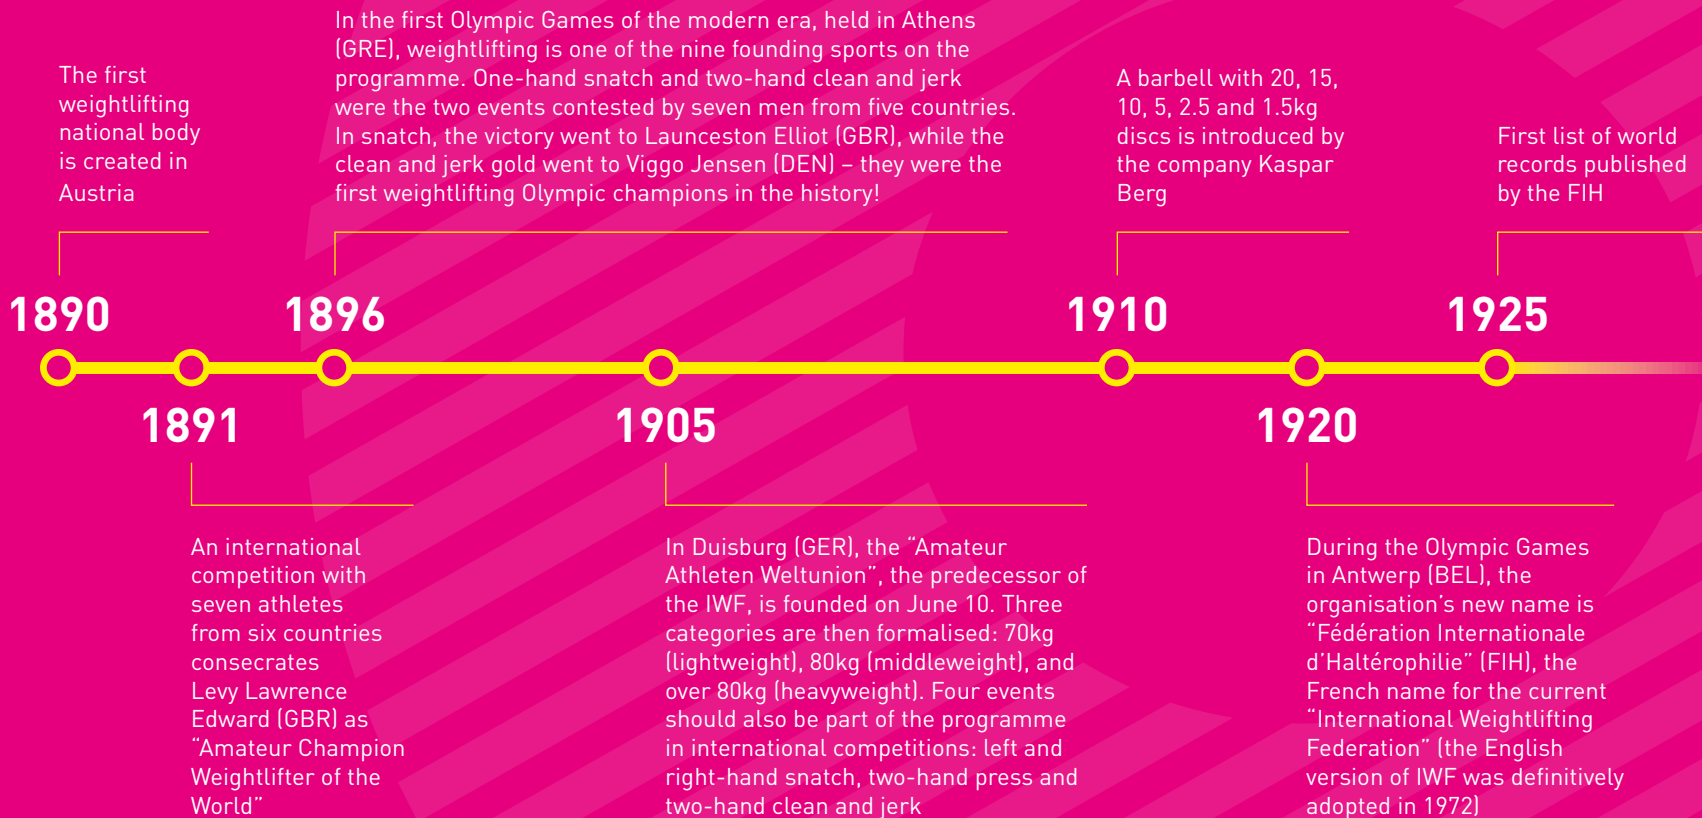 The first
weightlifting
national body
is created in
Austria
1890
An international
competition with
seven athletes
from six countries
consecrates
Levy Lawrence
Edward (GBR) as
“Amateur Champion
Weightlifter of the
World”
1891
In the first Olympic Games of the modern era, held in Athens
(GRE), weightlifting is one of the nine founding sports on the
programme. One-hand snatch and two-hand clean and jerk
were the two events contested by seven men from five countries.
In snatch, the victory went to Launceston Elliot (GBR), while the
clean and jerk gold went to Viggo Jensen (DEN) – they were the
first weightlifting Olympic champions in the history!
1896
1905
In Duisburg (GER), the “Amateur
Athleten Weltunion”, the predecessor of
the IWF, is founded on June 10. Three
categories are then formalised: 70kg
(lightweight), 80kg (middleweight), and
over 80kg (heavyweight). Four events
should also be part of the programme
in international competitions: left and
right-hand snatch, two-hand press and
two-hand clean and jerk
A barbell with 20, 15,
10, 5, 2.5 and 1.5kg
discs is introduced by
the company Kaspar
Berg
1910
1920
During the Olympic Games
in Antwerp (BEL), the
organisation’s new name is
“Fédération Internationale
d’Haltérophilie” (FIH), the
French name for the current
“International Weightlifting
Federation” (the English
version of IWF was definitively
adopted in 1972)
First list of world
records published
by the FIH
1925